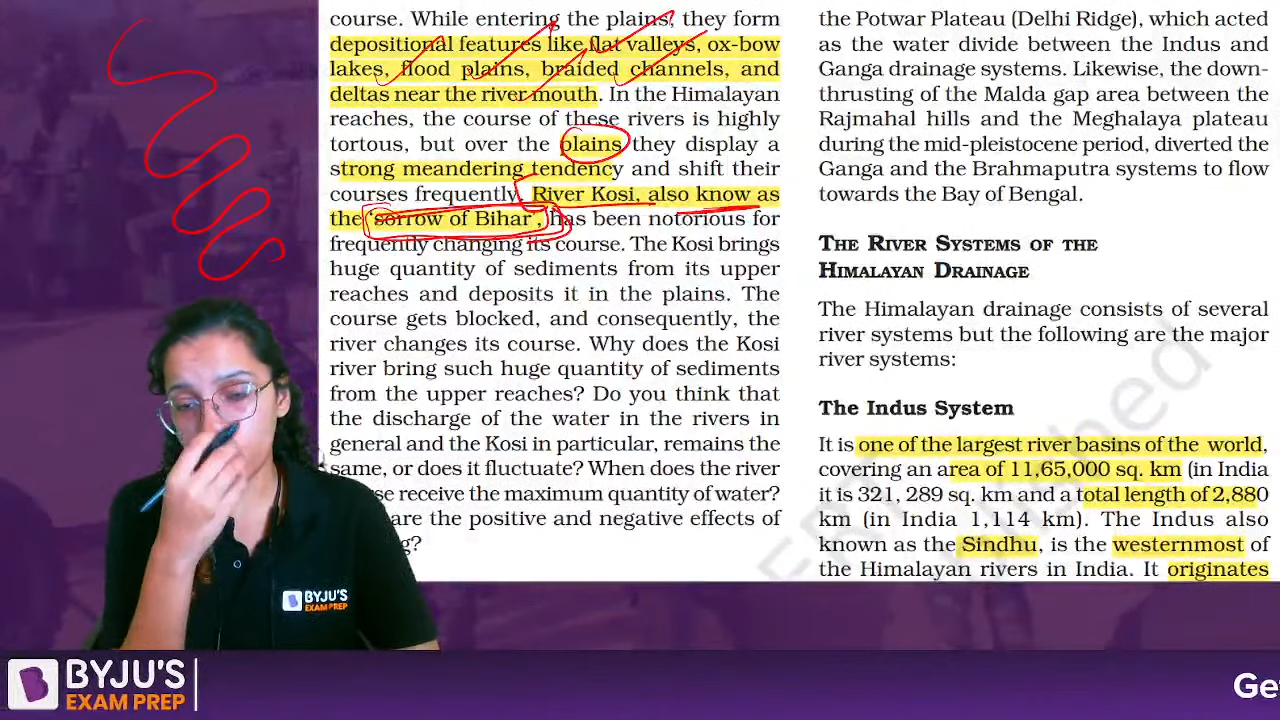 course. While entering the plains, they form
depositional features like flat valleys, ox-bow
lakes, flood plains, braided channels, and
deltas near the river mouth. In the Himalayan
reaches, the course of these rivers is highly
tortous, but over the plains they display a
strong meandering tendency and shift their
courses frequently. River Kosi, also know as
the ‘sorrow of Bihar’, has been notorious for
frequently changing its course. The Kosi brings
huge quantity of sediments from its upper
reaches and deposits it in the plains. The
course gets blocked, and consequently, the
river changes its course. Why does the Kosi
river bring such huge quantity of sediments
from the upper reaches? Do you think that
the discharge of the water in the rivers in
general and the Kosi in particular, remains the
same, or does it fluctuate? When does the river
receive the maximum quantity of water?
are the positive and negative effects of
the Potwar Plateau (Delhi Ridge), which acted
as the water divide between the Indus and
Ganga drainage systems. Likewise, the down-
thrusting of the Malda gap area between the
Rajmahal hills and the Meghalaya plateau
during the mid-pleistocene period, diverted the
Ganga and the Brahmaputra systems to flow
towards the Bay of Bengal.
THE RIVER SYSTEMS OF THE
HIMALAYAN DRAINAGE
The Himalayan drainage consists of several
river systems but the following are the major
river systems:
The Indus System
It is one of the largest river basins of the world,
covering an area of 11,65,000 sq. km (in India
it is 321, 289 sq. km and a total length of 2,880
km (in India 1,114 km). The Indus also
known as the Sindhu, is the westernmost of
the Himalayan rivers in India. It originates
BYJU'S
EXAM PREP
BYJU'S
EXAM PREP
Ge